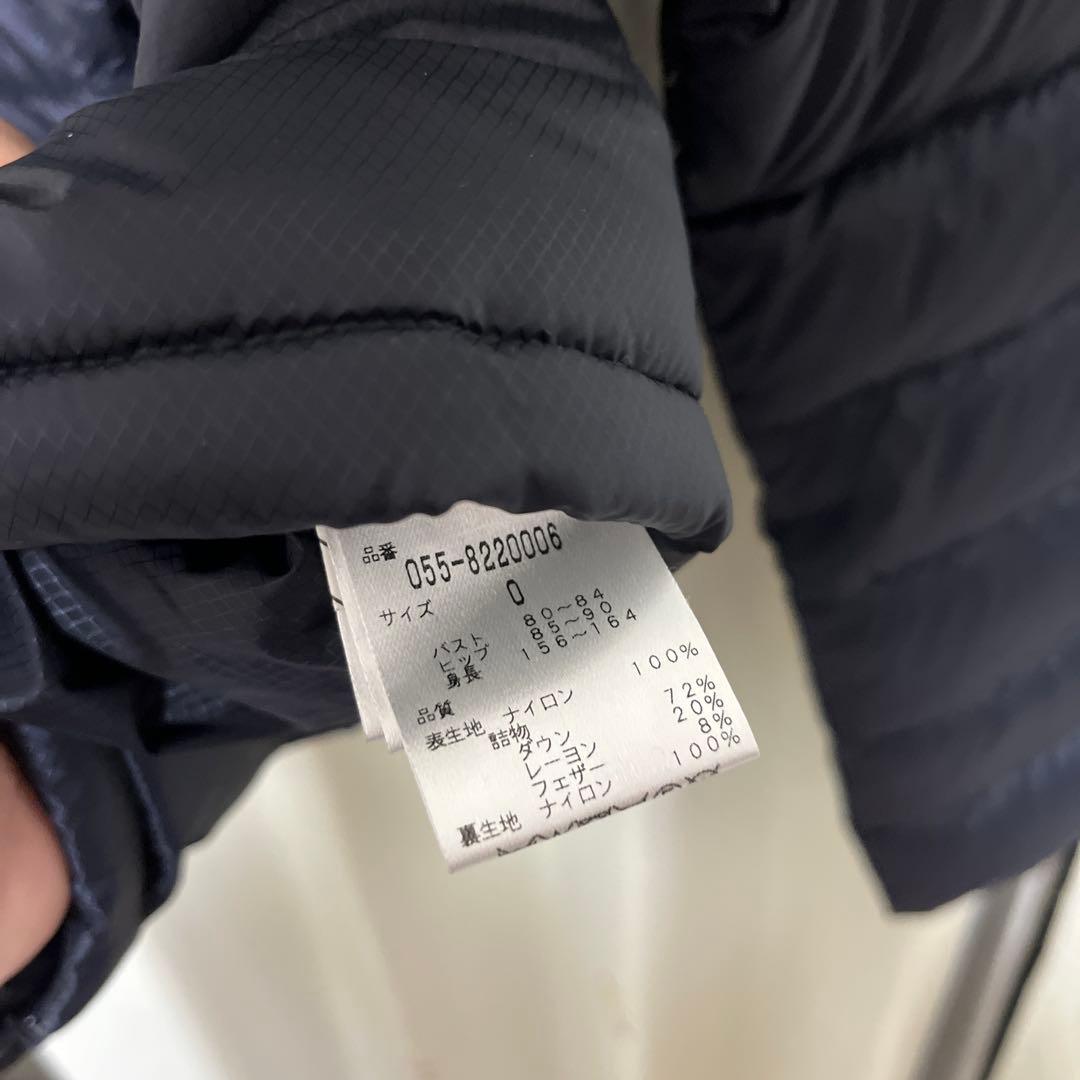 品番 055-8220006
サイズ 0
バスト 80～84
ヒップ 85～90
身長 156～164
品質
表生地 ナイロン 100%
詰物
ダウン 72%
レーヨン 20%
フェザー 8%
裏生地 ナイロン 100%